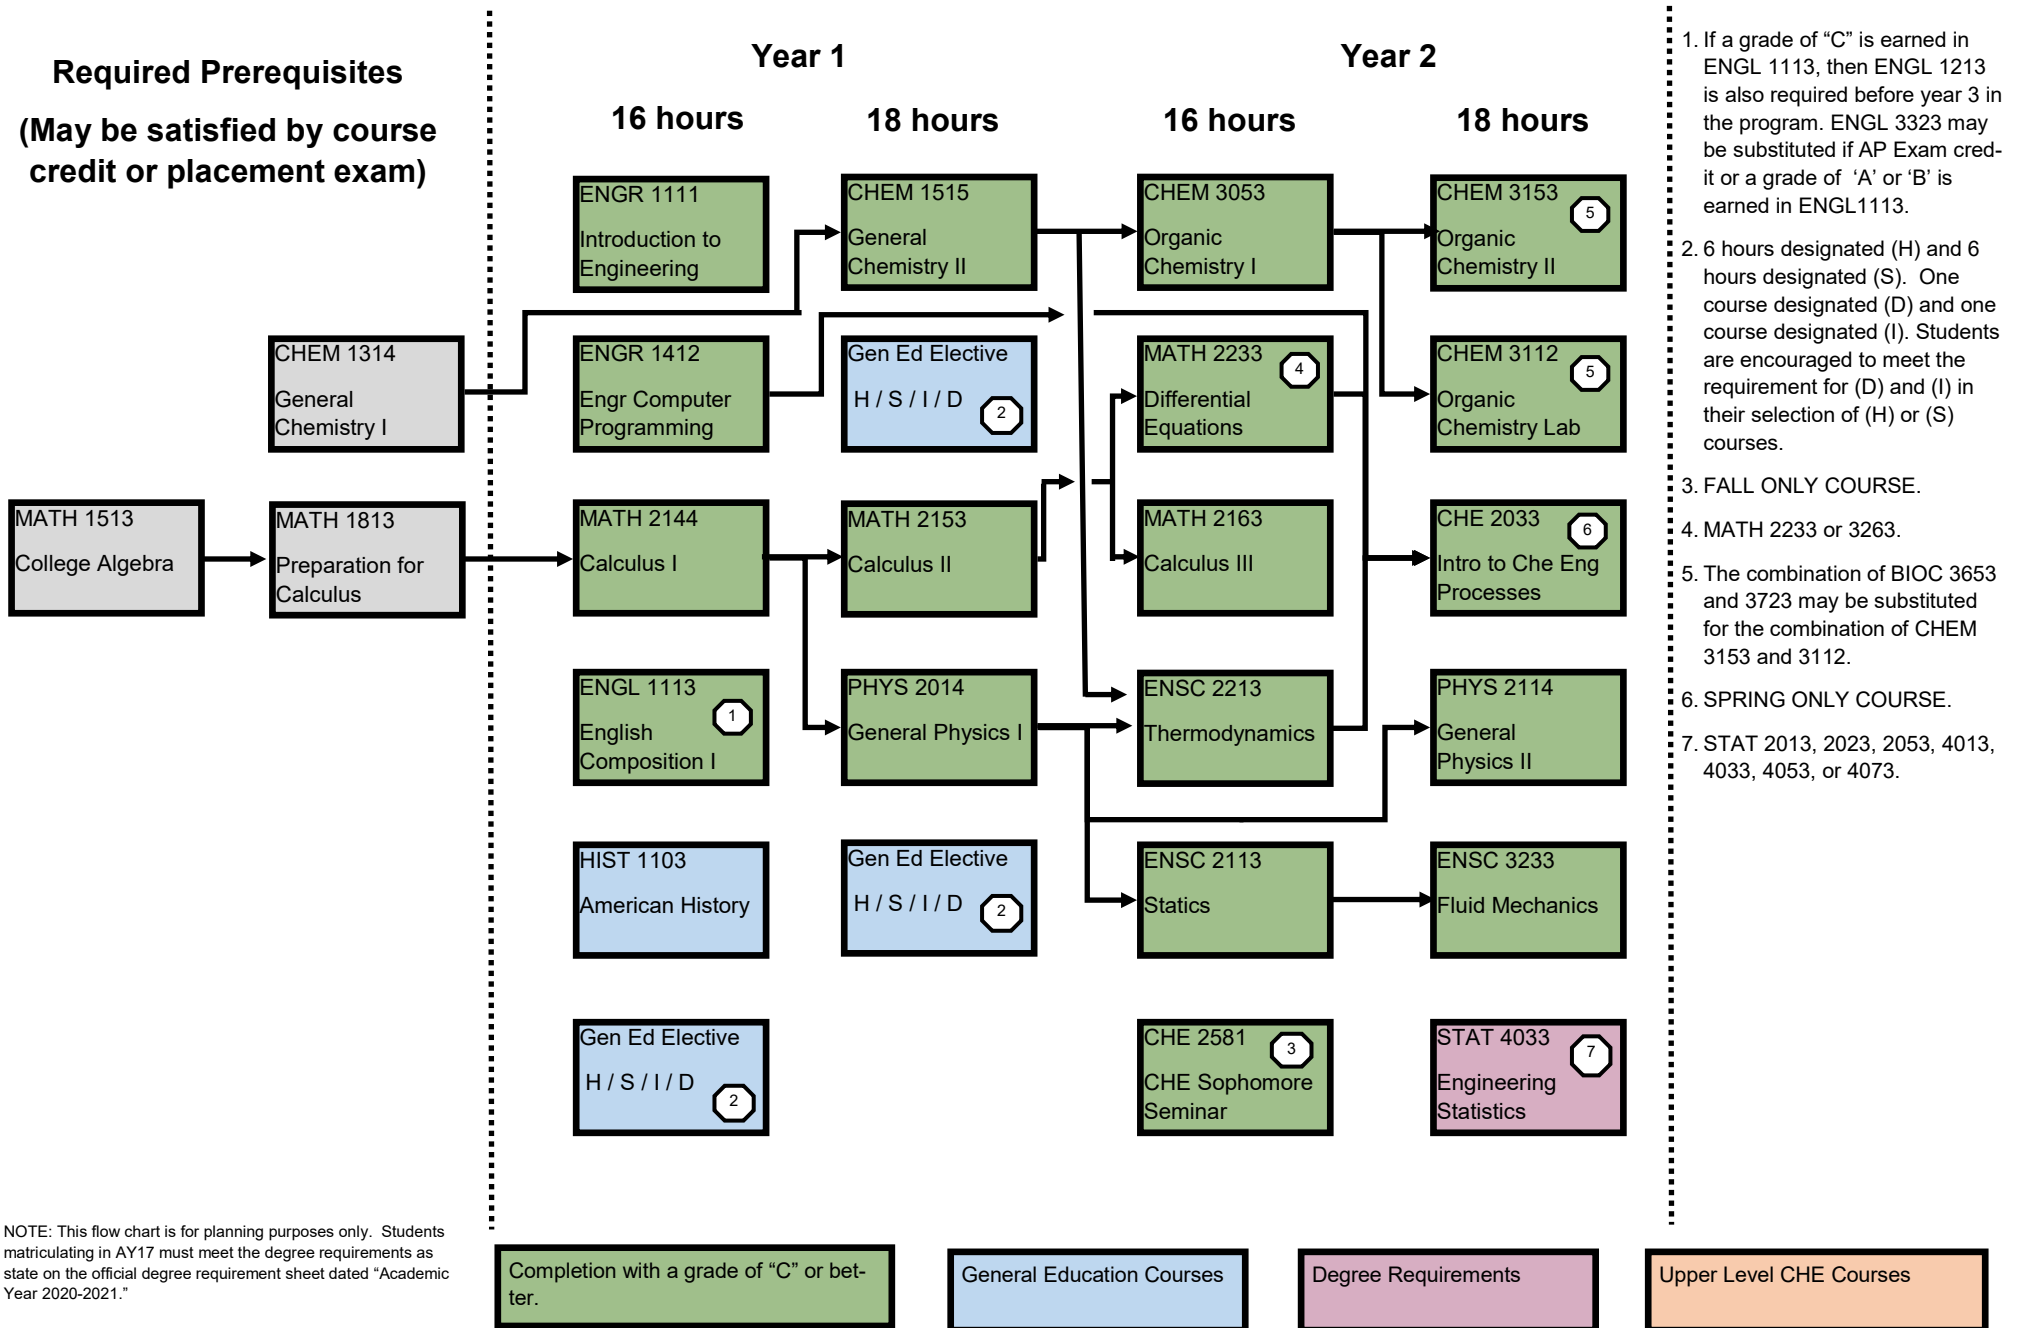 Required Prerequisites
(May be satisfied by course
credit or placement exam)
Year 1
Year 2
16 hours
18 hours
16 hours
18 hours
MATH 1513
College Algebra
CHEM 1314
General
Chemistry I
MATH 1813
Preparation for
Calculus
ENGR 1111
Introduction to
Engineering
ENGR 1412
Engr Computer
Programming
MATH 2144
Calculus I
ENGL 1113
1
English
Composition I
HIST 1103
American History
Gen Ed Elective
H / S / I / D
2
CHEM 1515
General
Chemistry II
Gen Ed Elective
H / S / I / D
2
MATH 2153
Calculus II
PHYS 2014
General Physics I
Gen Ed Elective
H / S / I / D
2
CHEM 3053
Organic
Chemistry I
MATH 2233
4
Differential
Equations
MATH 2163
Calculus III
ENSC 2213
Thermodynamics
ENSC 2113
Statics
CHE 2581
3
CHE Sophomore
Seminar
CHEM 3153
5
Organic
Chemistry II
CHEM 3112
5
Organic
Chemistry Lab
CHE 2033
6
Intro to Che Eng
Processes
PHYS 2114
General
Physics II
ENSC 3233
Fluid Mechanics
STAT 4033
7
Engineering
Statistics
1. If a grade of “C” is earned in
ENGL 1113, then ENGL 1213
is also required before year 3 in
the program. ENGL 3323 may
be substituted if AP Exam cred-
it or a grade of ‘A’ or ‘B’ is
earned in ENGL1113.
2. 6 hours designated (H) and 6
hours designated (S). One
course designated (D) and one
course designated (I). Students
are encouraged to meet the
requirement for (D) and (I) in
their selection of (H) or (S)
courses.
3. FALL ONLY COURSE.
4. MATH 2233 or 3263.
5. The combination of BIOC 3653
and 3723 may be substituted
for the combination of CHEM
3153 and 3112.
6. SPRING ONLY COURSE.
7. STAT 2013, 2023, 2053, 4013,
4033, 4053, or 4073.
NOTE: This flow chart is for planning purposes only. Students
matriculating in AY17 must meet the degree requirements as
state on the official degree requirement sheet dated “Academic
Year 2020-2021.”
Completion with a grade of “C” or bet-
ter.
General Education Courses
Degree Requirements
Upper Level CHE Courses